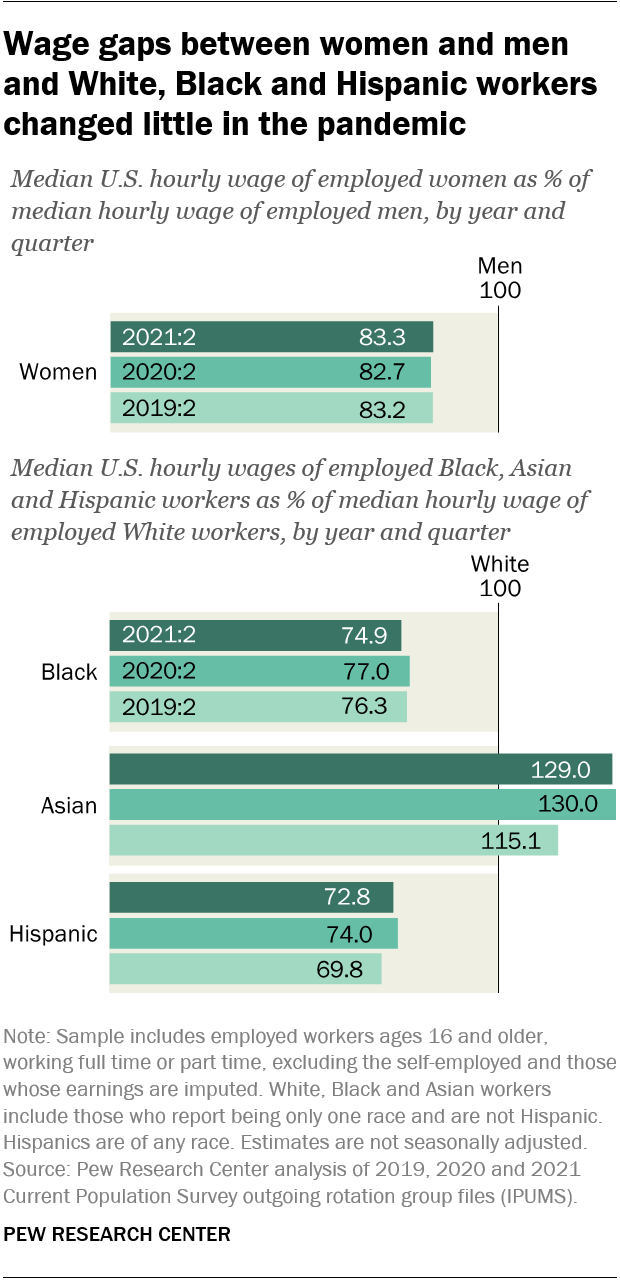 Wage gaps between women and men
and White, Black and Hispanic workers
changed little in the pandemic
Median U.S. hourly wage of employed women as % of
median hourly wage of employed men, by year and
quarter
Men
100
2021:2 83.3
Women 2020:2 82.7
2019:2 83.2
Median U.S. hourly wages of employed Black, Asian
and Hispanic workers as % of median hourly wage of
employed White workers, by year and quarter
White
100
2021:2 74.9
Black 2020:2 77.0
2019:2 76.3
129.0
Asian 130.0
115.1
72.8
Hispanic 74.0
69.8
Note: Sample includes employed workers ages 16 and older,
working full time or part time, excluding the self-employed and those
whose earnings are imputed. White, Black and Asian workers
include those who report being only one race and are not Hispanic.
Hispanics are of any race. Estimates are not seasonally adjusted.
Source: Pew Research Center analysis of 2019, 2020 and 2021
Current Population Survey outgoing rotation group files (IPUMS).
PEW RESEARCH CENTER